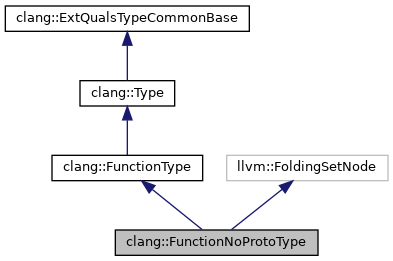 clang::ExtQualsTypeCommonBase
clang::Type
clang::FunctionType
llvm::FoldingSetNode
clang::FunctionNoProtoType